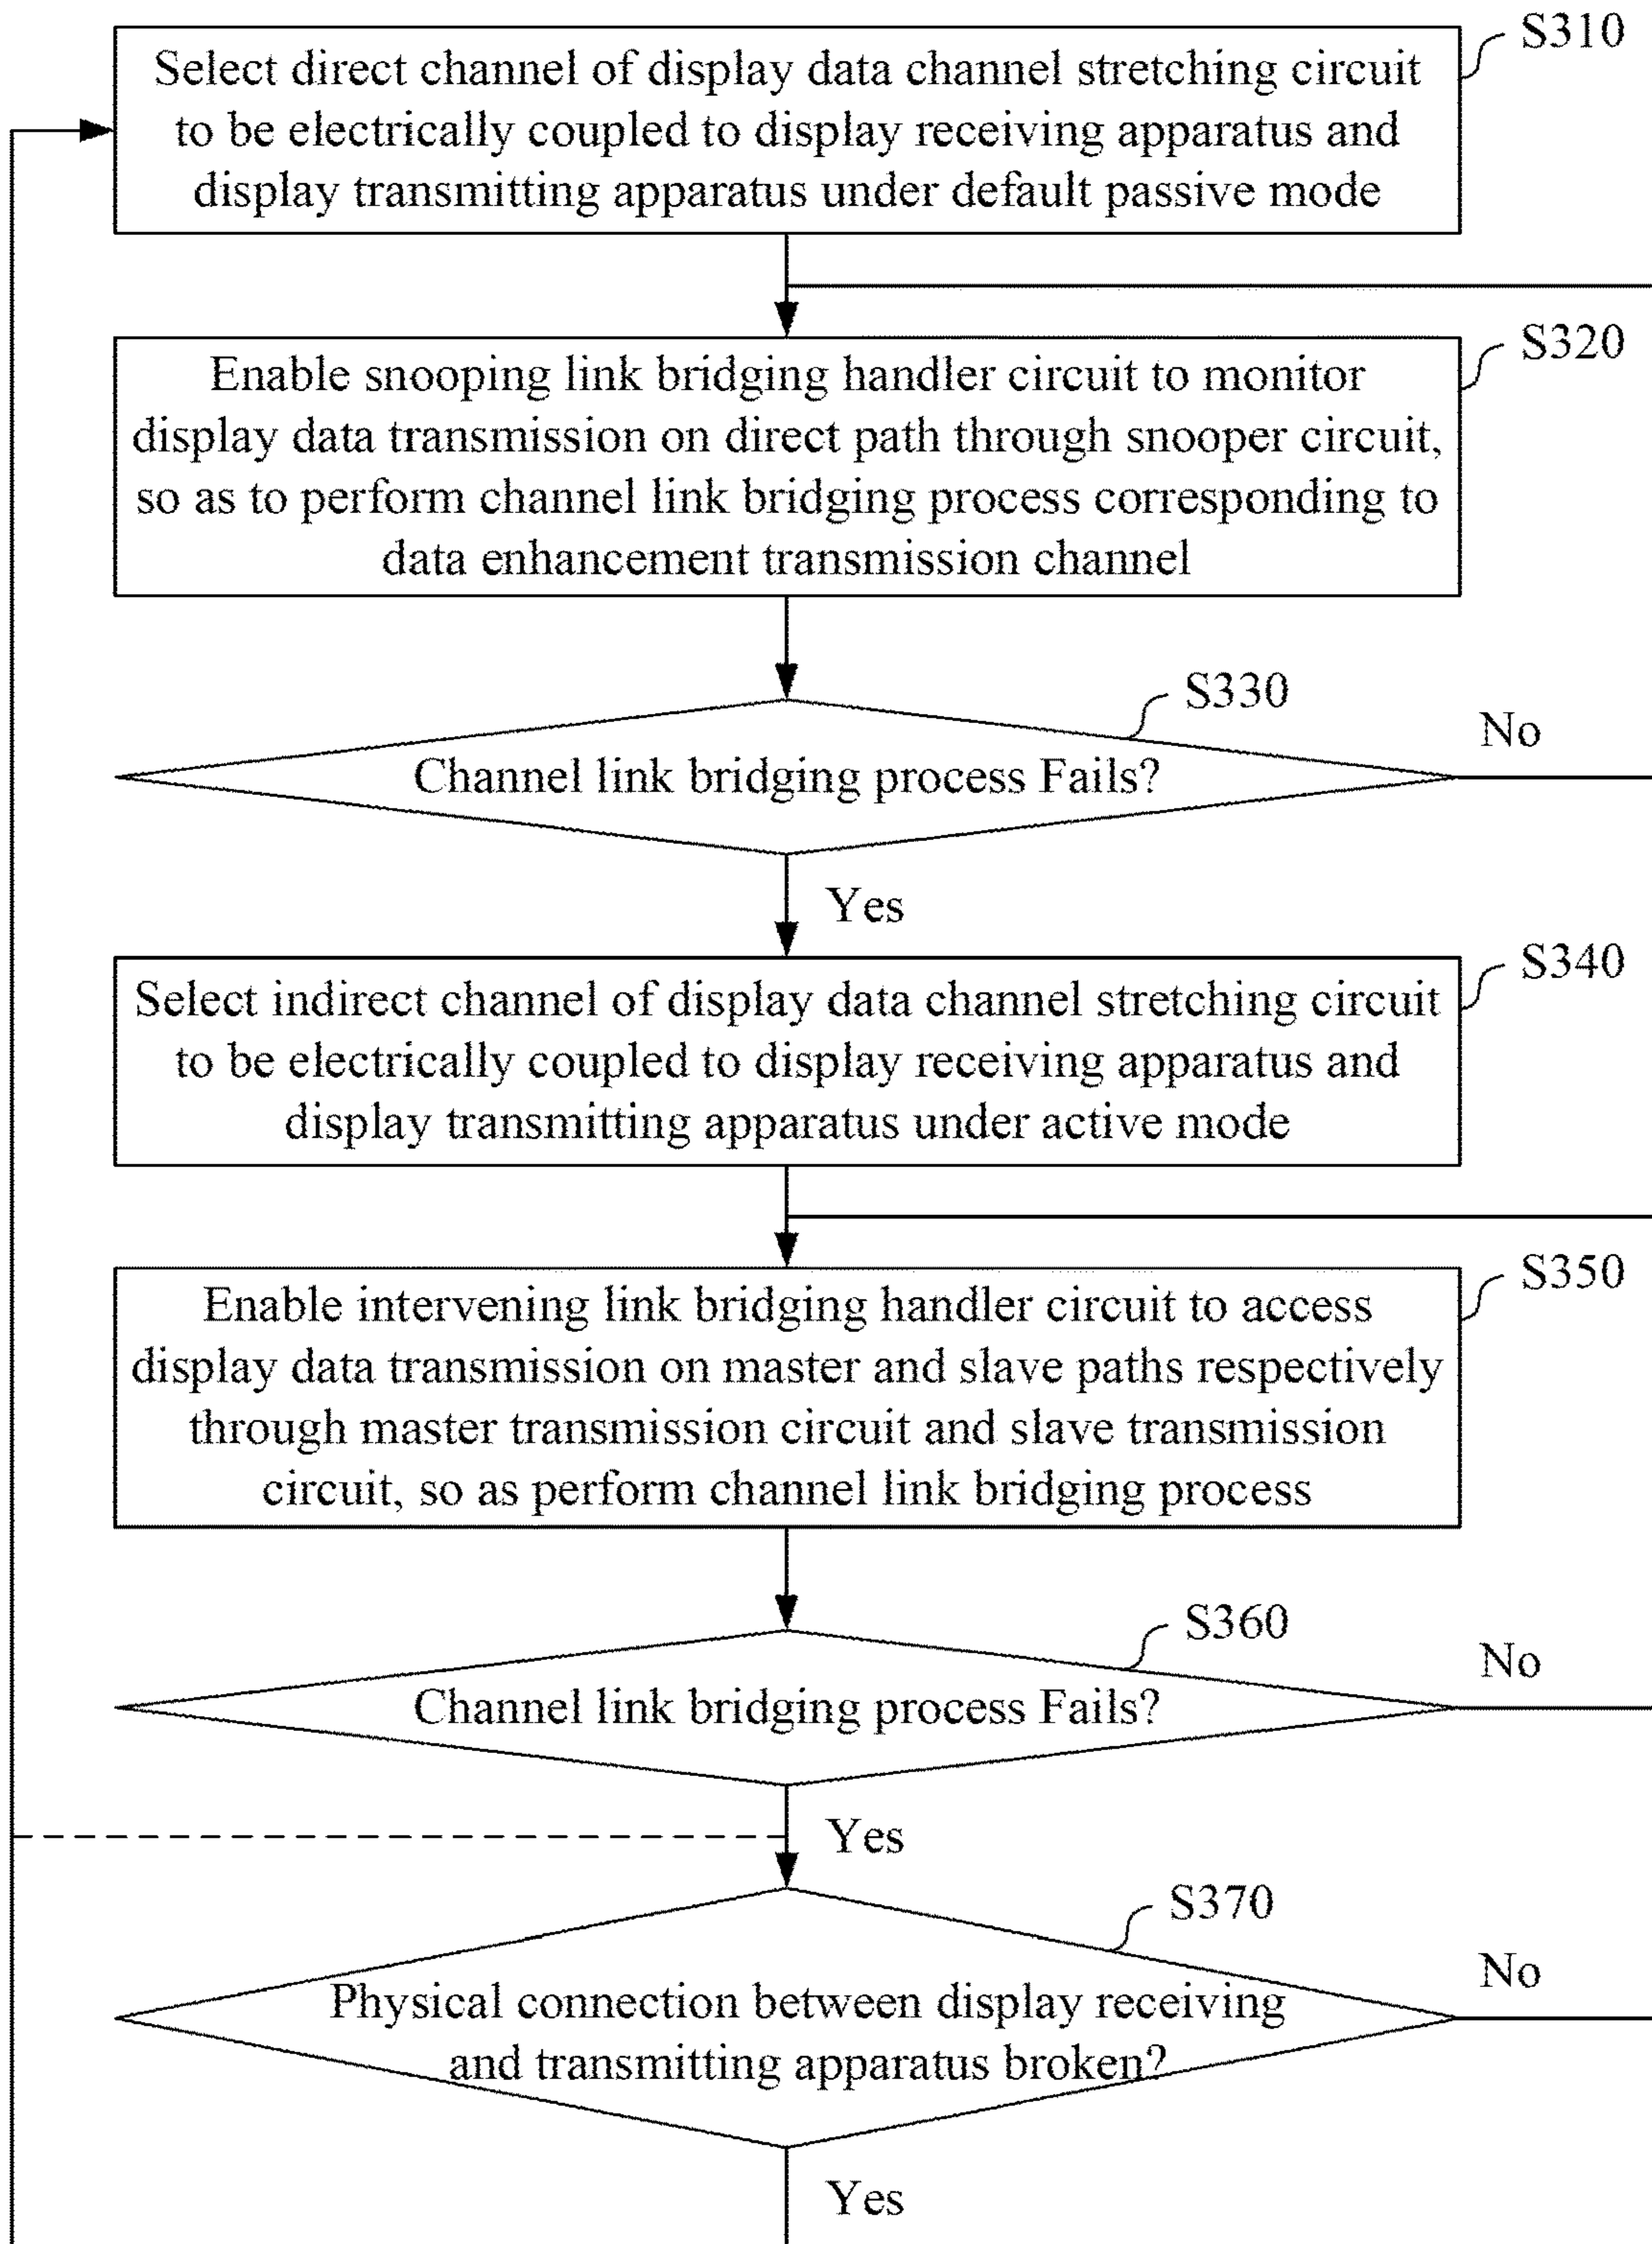 S310
Select direct channel of display data channel stretching circuit
to be electrically coupled to display receiving apparatus and
display transmitting apparatus under default passive mode
S320
Enable snooping link bridging handler circuit to monitor
display data transmission on direct path through snooper circuit,
so as to perform channel link bridging process corresponding to
data enhancement transmission channel
S330
No
Channel link bridging process Fails?
Yes
S340
Select indirect channel of display data channel stretching circuit
to be electrically coupled to display receiving apparatus and
display transmitting apparatus under active mode
S350
Enable intervening link bridging handler circuit to access
display data transmission on master and slave paths respectively
through master transmission circuit and slave transmission
circuit, so as perform channel link bridging process
S360
No
Channel link bridging process Fails?
Yes
S370
No
Physical connection between display receiving
and transmitting apparatus broken?
Yes